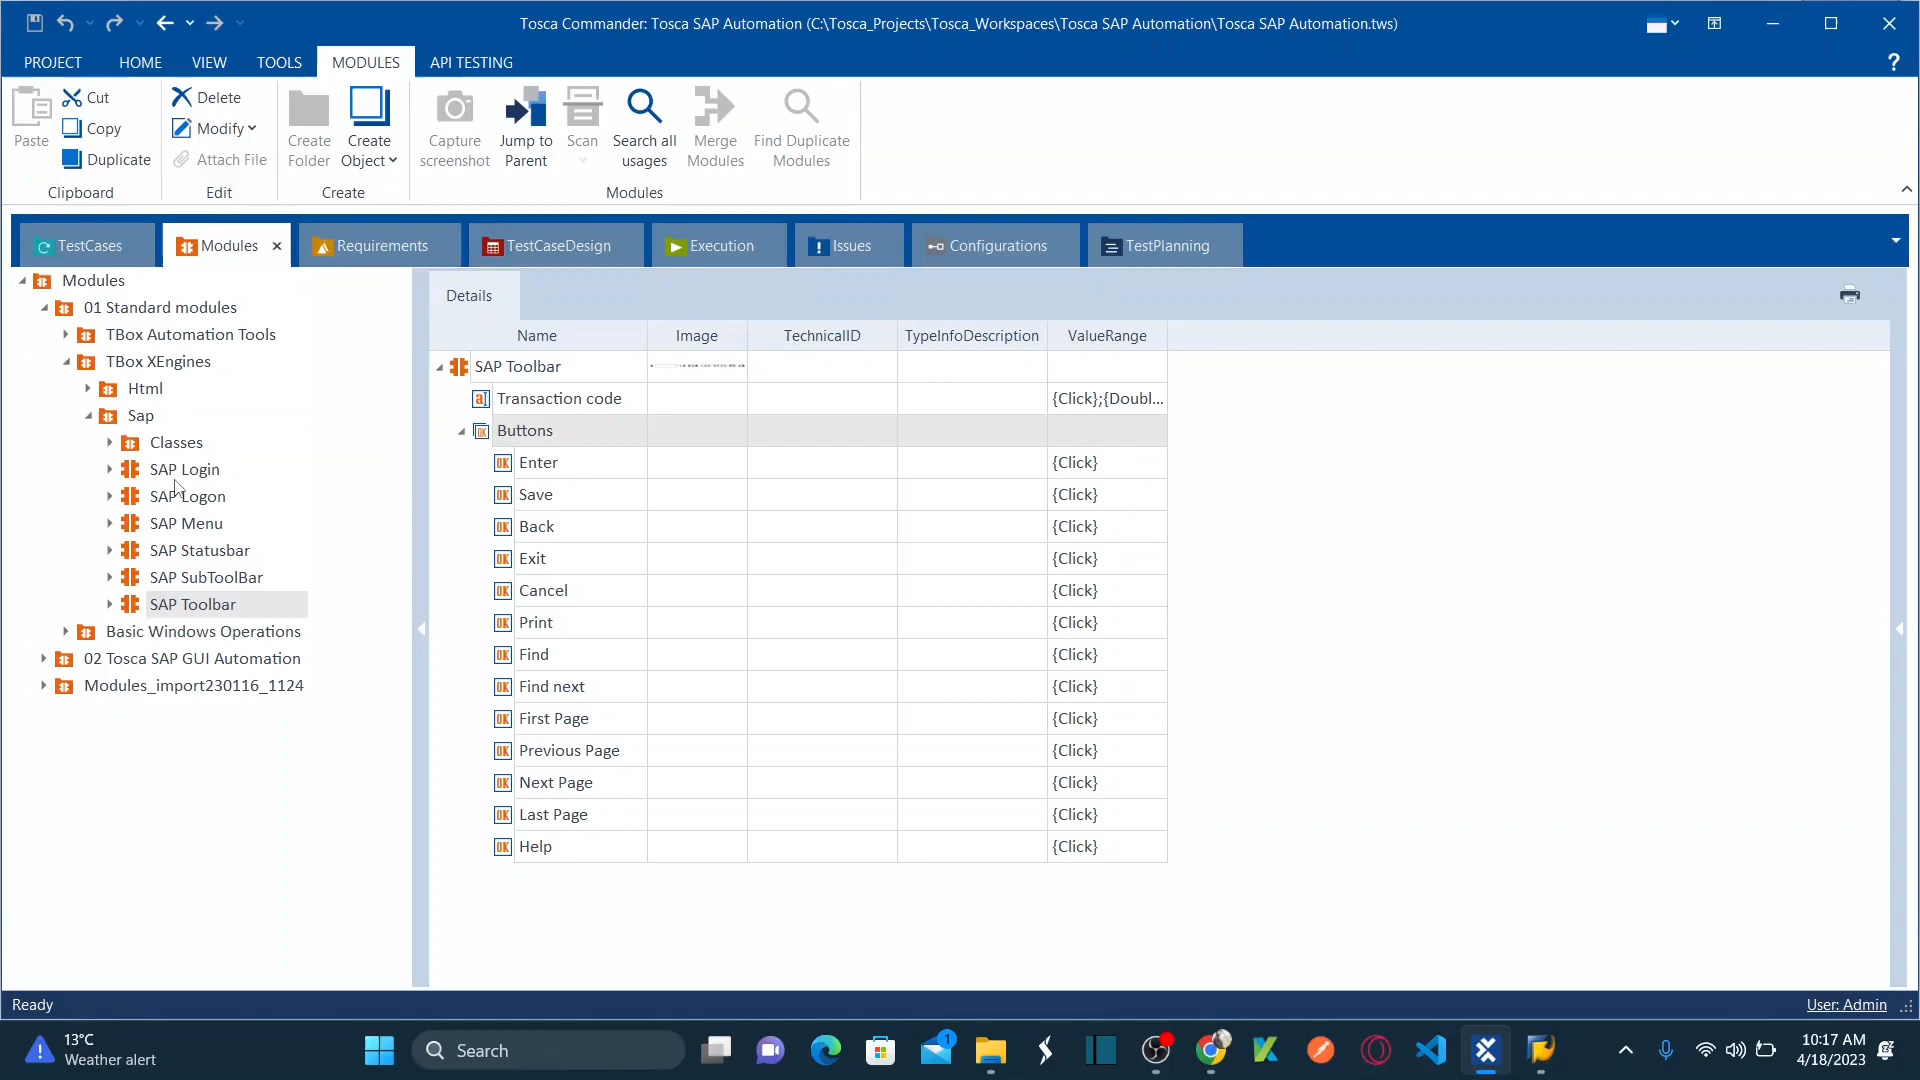 Tosca Commander: Tosca SAP Automation (C:\Tosca_Projects\Tosca_Workspaces\Tosca SAP Automation\Tosca SAP Automation.tws)
PROJECT HOME VIEW TOOLS MODULES API TESTING ?
Paste
Cut
Copy
Duplicate
Clipboard
Delete
Modify
Attach File
Edit
Create
Folder
Create
Object
Create
Capture
screenshot
Jump to
Parent
Scan
Search all
usages
Merge
Modules
Find Duplicate
Modules
Modules
TestCases Modules Requirements TestCaseDesign Execution Issues Configurations TestPlanning
Modules
01 Standard modules
TBox Automation Tools
TBox XEngines
Html
Sap
Classes
SAP Login
SAP Logon
SAP Menu
SAP Statusbar
SAP SubToolBar
SAP Toolbar
Basic Windows Operations
02 Tosca SAP GUI Automation
Modules_import230116_1124
Details
Name Image TechnicalID TypeInfoDescription ValueRange
SAP Toolbar
Transaction code {Click};{Doubl...
Buttons
Enter {Click}
Save {Click}
Back {Click}
Exit {Click}
Cancel {Click}
Print {Click}
Find {Click}
Find next {Click}
First Page {Click}
Previous Page {Click}
Next Page {Click}
Last Page {Click}
Help {Click}
Ready User: Admin
13°C
Weather alert
Search
1
10:17 AM
4/18/2023